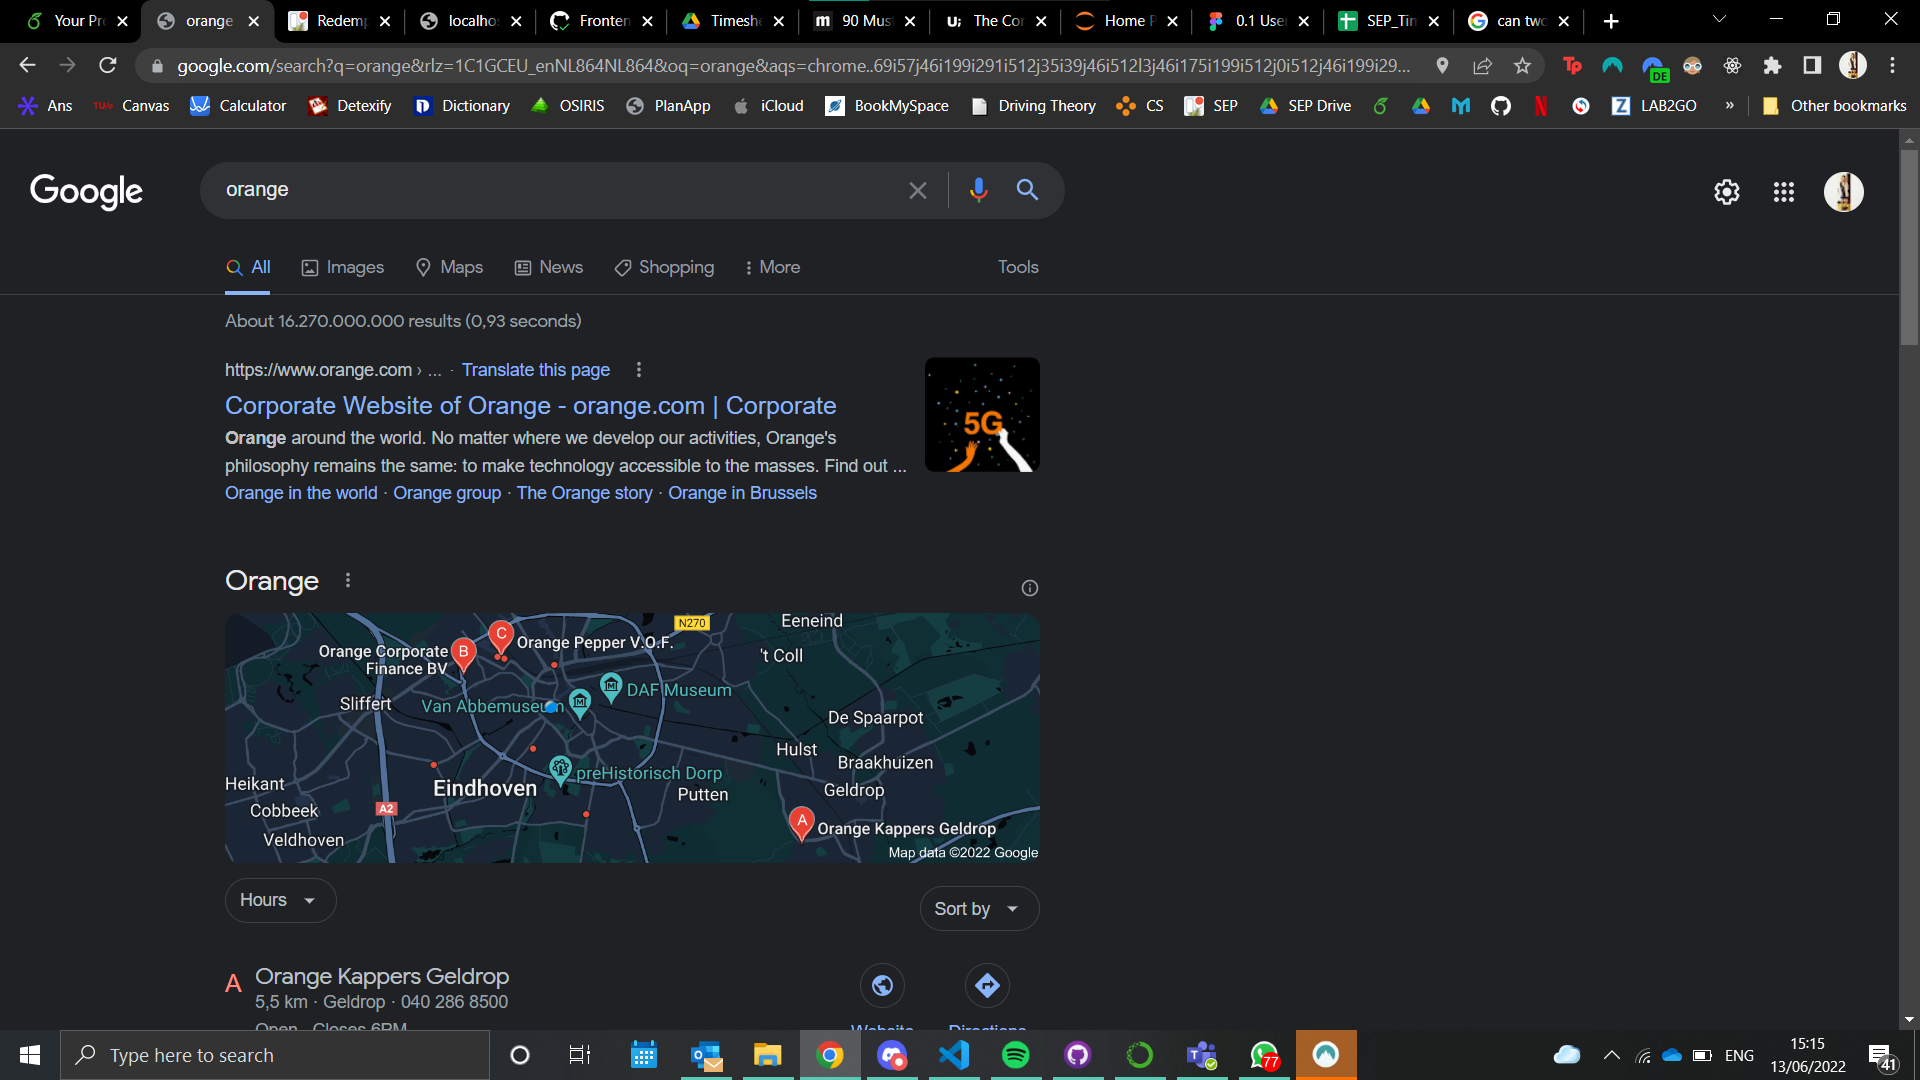 Your Pr
orange
Redemp
localhos
Fronten
Timeshe
90 Mus
The Cor
Home P
0.1 User
SEP_Tim
can two
google.com/search?q=orange&rlz=1C1GCEU_enNL864NL864&oq=orange&aqs=chrome..69i57j46i199i291i512j35i39j46i512l3j46i175i199i512j0i512j46i199i29...
DE
Ans
TU/e Canvas
Calculator
Detexify
Dictionary
OSIRIS
PlanApp
iCloud
BookMySpace
Driving Theory
CS
SEP
SEP Drive
LAB2GO
»
Other bookmarks
Google
orange
All
Images
Maps
News
Shopping
More
Tools
About 16.270.000.000 results (0,93 seconds)
https://www.orange.com › ... · Translate this page
Corporate Website of Orange - orange.com | Corporate
Orange around the world. No matter where we develop our activities, Orange's
philosophy remains the same: to make technology accessible to the masses. Find out ...
Orange in the world · Orange group · The Orange story · Orange in Brussels
5G
Orange
N270
Eeneind
C
Orange Pepper V.O.F.
Orange Corporate
Finance BV
B
't Coll
DAF Museum
Sliffert
Van Abbemuseum
De Spaarpot
Hulst
Braakhuizen
preHistorisch Dorp
Heikant
Eindhoven
Putten
Geldrop
Cobbeek
A2
A
Orange Kappers Geldrop
Veldhoven
Map data ©2022 Google
Hours
Sort by
A
Orange Kappers Geldrop
5,5 km · Geldrop · 040 286 8500
Open · Closes 6PM
Website
Directions
Type here to search
77
ENG
15:15
13/06/2022
41